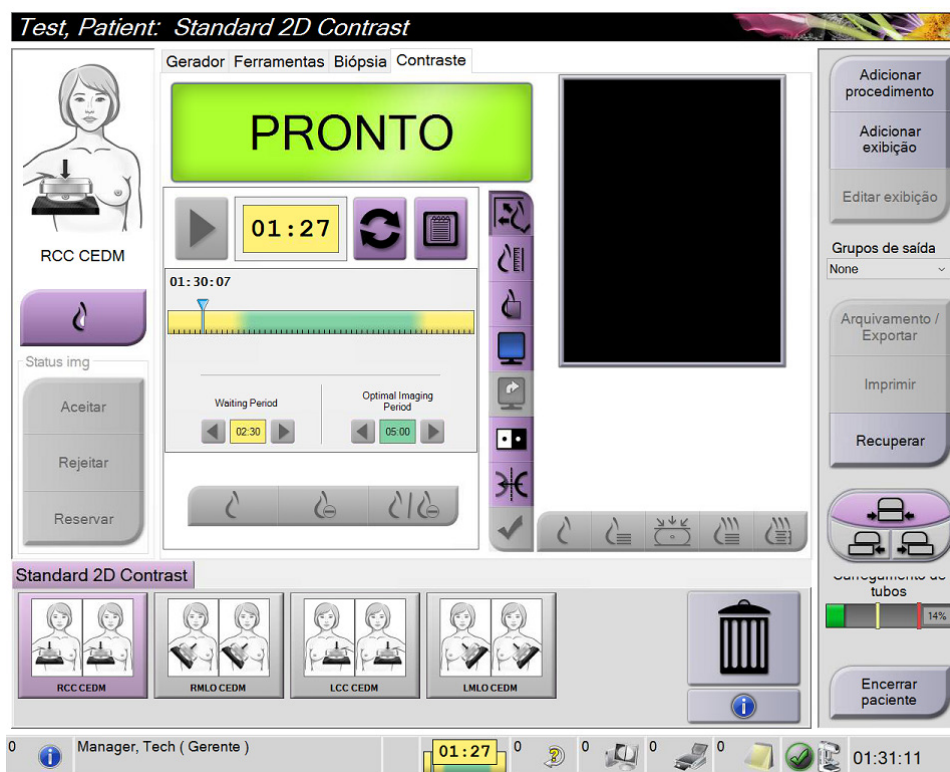 Test, Patient: Standard 2D Contrast
Gerador Ferramentas Biópsia Contraste
PRONTO
RCC CEDM
01:27
01:30:07
Waiting Period
02:30
Optimal Imaging
Period
05:00
Status img
Aceitar
Rejeitar
Reservar
Adicionar
procedimento
Adicionar
exibição
Editar exibição
Grupos de saída
None
Arquivamento /
Exportar
Imprimir
Recuperar
Carregamento de
tubos
14%
Encerrar
paciente
Standard 2D Contrast
RCC CEDM
RMLO CEDM
LCC CEDM
LMLO CEDM
0
Manager, Tech ( Gerente )
01:27
0
0
0
0
01:31:11